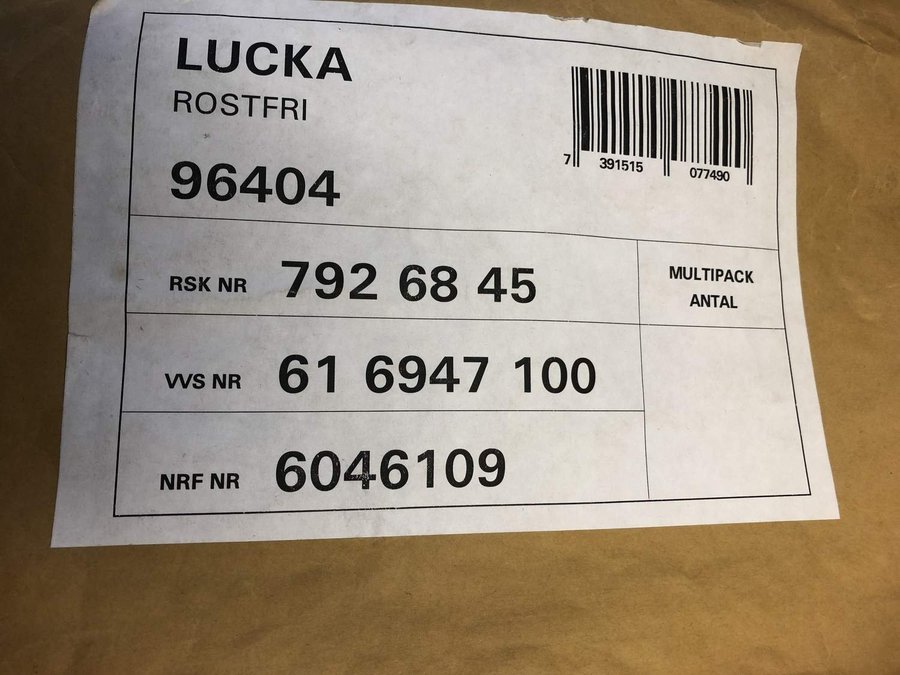 LUCKA
ROSTFRI
96404
7 391515 077490
RSK NR 792 68 45
MULTIPACK
ANTAL
VVS NR 61 6947 100
NRF NR 6046109